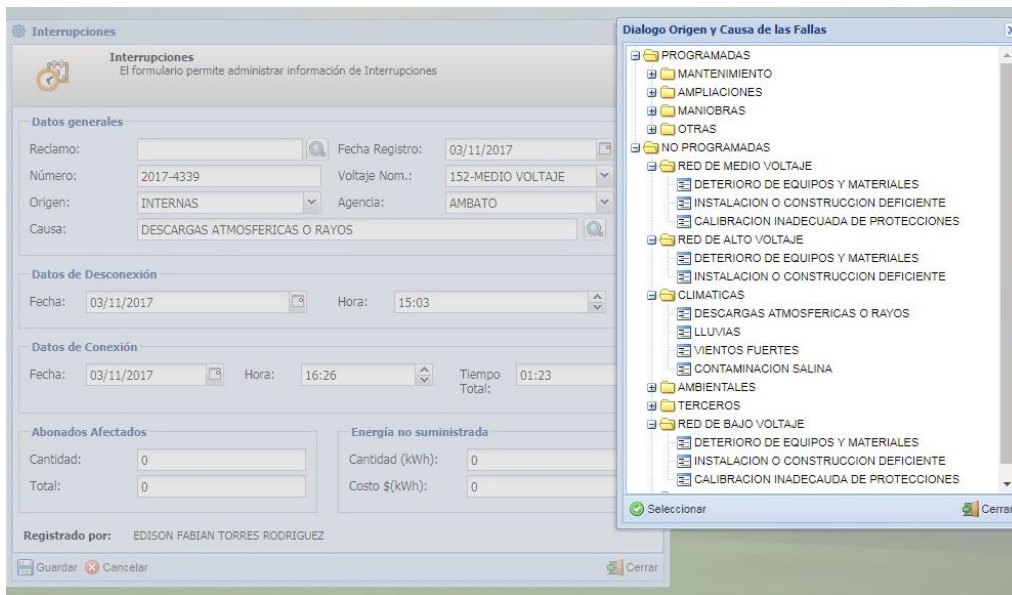 Interrupciones
Interrupciones
El formulario permite administrar información de Interrupciones
Datos generales
Reclamo:
Fecha Registro: 03/11/2017
Número: 2017-4339
Voltaje Nom.: 152-MEDIO VOLTAJE
Origen: INTERNAS
Agencia: AMBATO
Causa: DESCARGAS ATMOSFERICAS O RAYOS
Datos de Desconexión
Fecha: 03/11/2017
Hora: 15:03
Datos de Conexión
Fecha: 03/11/2017
Hora: 16:26
Tiempo Total: 01:23
Abonados Afectados
Cantidad: 0
Total: 0
Energía no suministrada
Cantidad (kWh): 0
Costo $(kWh): 0
Registrado por: EDISON FABIAN TORRES RODRIGUEZ
Guardar
Cancelar
Cerrar
Dialogo Origen y Causa de las Fallas
PROGRAMADAS
MANTENIMIENTO
AMPLIACIONES
MANIOBRAS
OTRAS
NO PROGRAMADAS
RED DE MEDIO VOLTAJE
DETERIORO DE EQUIPOS Y MATERIALES
INSTALACION O CONSTRUCCION DEFICIENTE
CALIBRACION INADECUADA DE PROTECCIONES
RED DE ALTO VOLTAJE
DETERIORO DE EQUIPOS Y MATERIALES
INSTALACION O CONSTRUCCION DEFICIENTE
CLIMATICAS
DESCARGAS ATMOSFERICAS O RAYOS
LLUVIAS
VIENTOS FUERTES
CONTAMINACION SALINA
AMBIENTALES
TERCEROS
RED DE BAJO VOLTAJE
DETERIORO DE EQUIPOS Y MATERIALES
INSTALACION O CONSTRUCCION DEFICIENTE
CALIBRACION INADECAUDA DE PROTECCIONES
Seleccionar
Cerrar